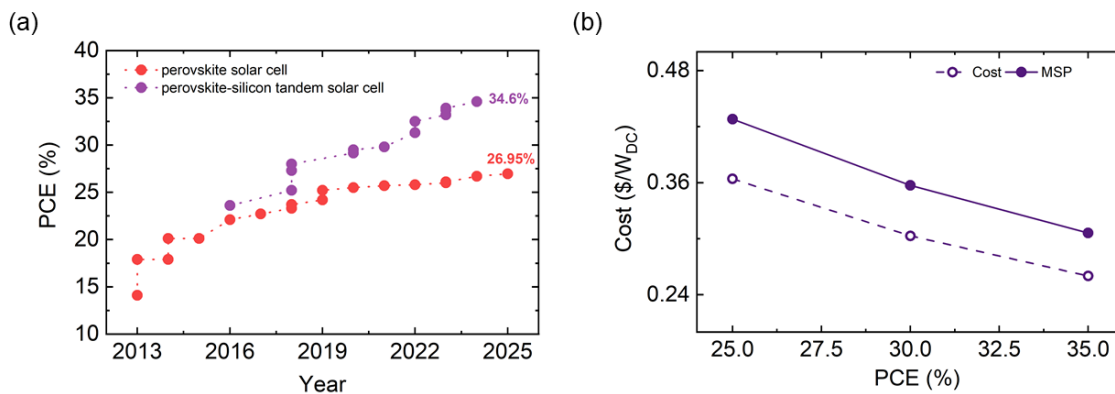 (a)
PCE (%)
40
35
30
25
20
15
10
perovskite solar cell
perovskite-silicon tandem solar cell
34.6%
26.95%
2013 2016 2019 2022 2025
Year
(b)
Cost ($/W_DC)
0.48
0.36
0.24
Cost MSP
25.0 27.5 30.0 32.5 35.0
PCE (%)